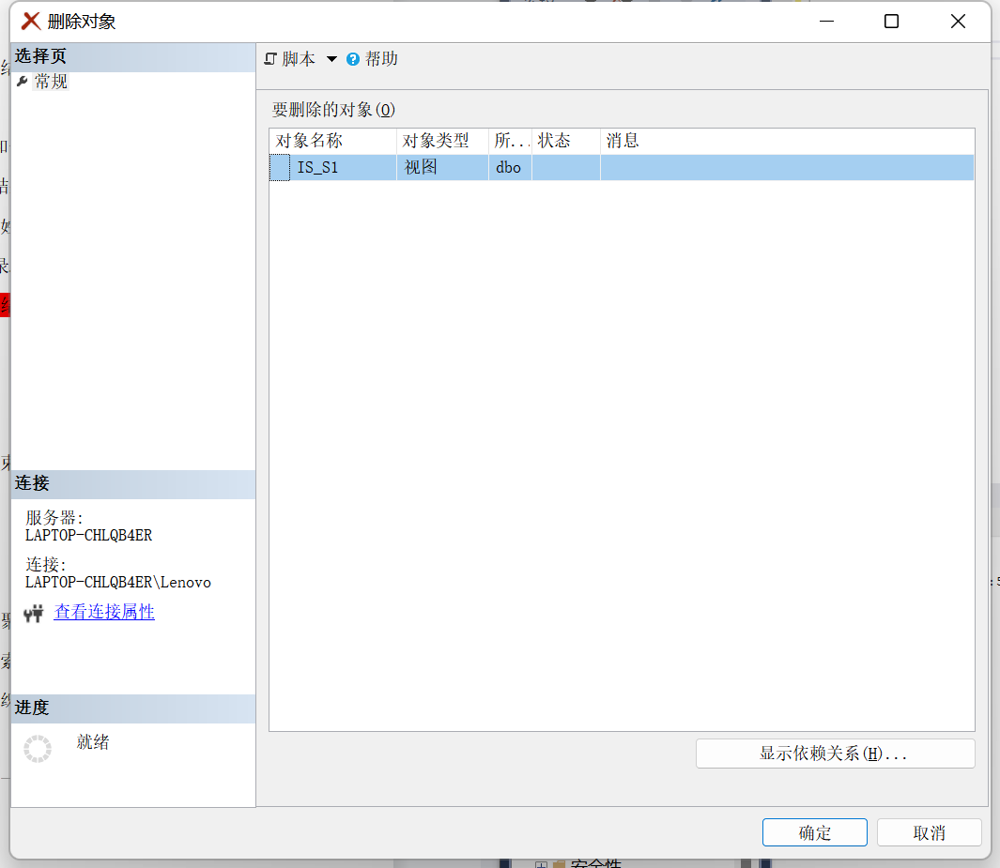 删除对象
选择页
常规
脚本
帮助
要删除的对象(O)
对象名称 对象类型 所... 状态 消息
IS_S1 视图 dbo
连接
服务器:
LAPTOP-CHLQB4ER
连接:
LAPTOP-CHLQB4ER\Lenovo
查看连接属性
进度
就绪
显示依赖关系(H)...
确定
取消
安全性